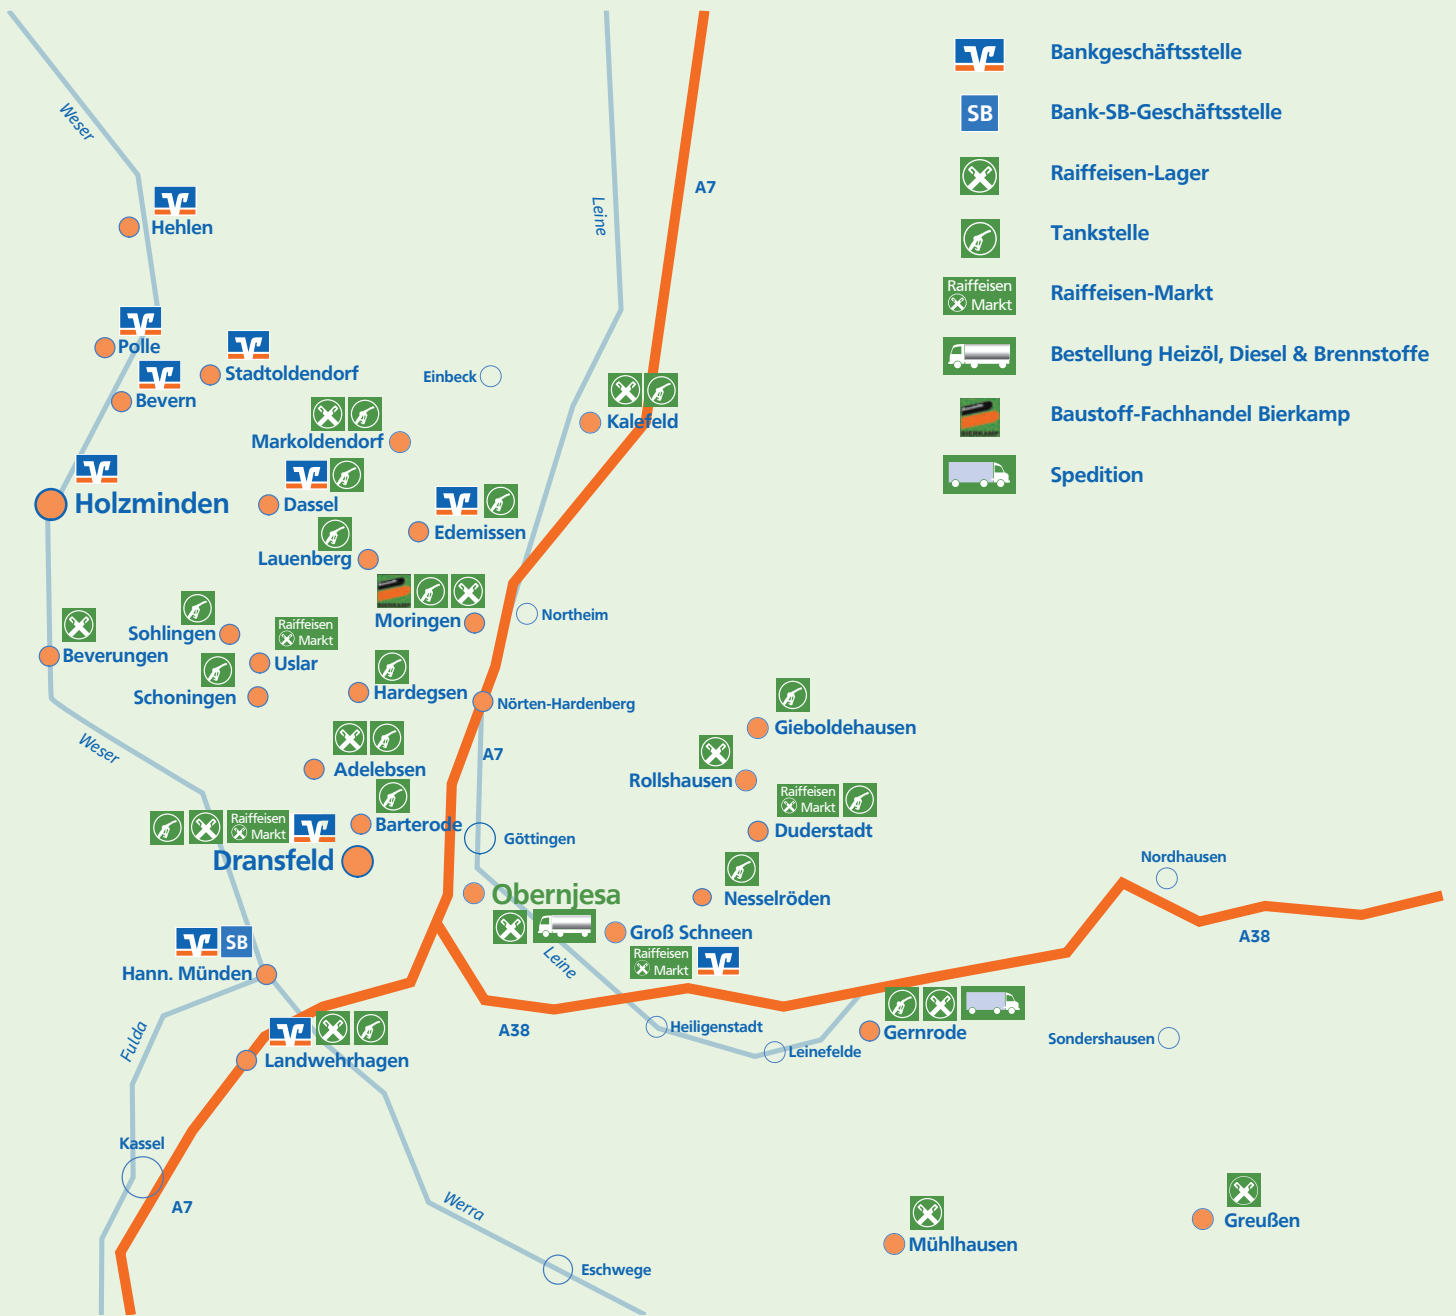 Bankgeschäftsstelle
SB
Bank-SB-Geschäftsstelle
Raiffeisen-Lager
Tankstelle
Raiffeisen
Markt
Raiffeisen-Markt
Bestellung Heizöl, Diesel & Brennstoffe
BIERKAMP
Baustoff-Fachhandel Bierkamp
Spedition
Weser
Leine
A7
Hehlen
Polle
Stadtoldendorf
Bevern
Einbeck
Kalefeld
Markoldendorf
Holzminden
Dassel
Edemissen
Lauenberg
BIERKAMP
Moringen
Northeim
Sohlingen
Raiffeisen
Markt
Beverungen
Uslar
Schoningen
Hardegsen
Nörten-Hardenberg
Gieboldehausen
Weser
A7
Adelebsen
Rollshausen
Raiffeisen
Markt
Raiffeisen
Markt
Barterode
Duderstadt
Göttingen
Dransfeld
Nordhausen
Obernjesa
Nesselröden
SB
Groß Schneen
A38
Raiffeisen
Markt
Leine
Hann. Münden
Heiligenstadt
A38
Gernrode
Sondershausen
Fulda
Leinefelde
Landwehrhagen
Kassel
A7
Werra
Greußen
Mühlhausen
Eschwege